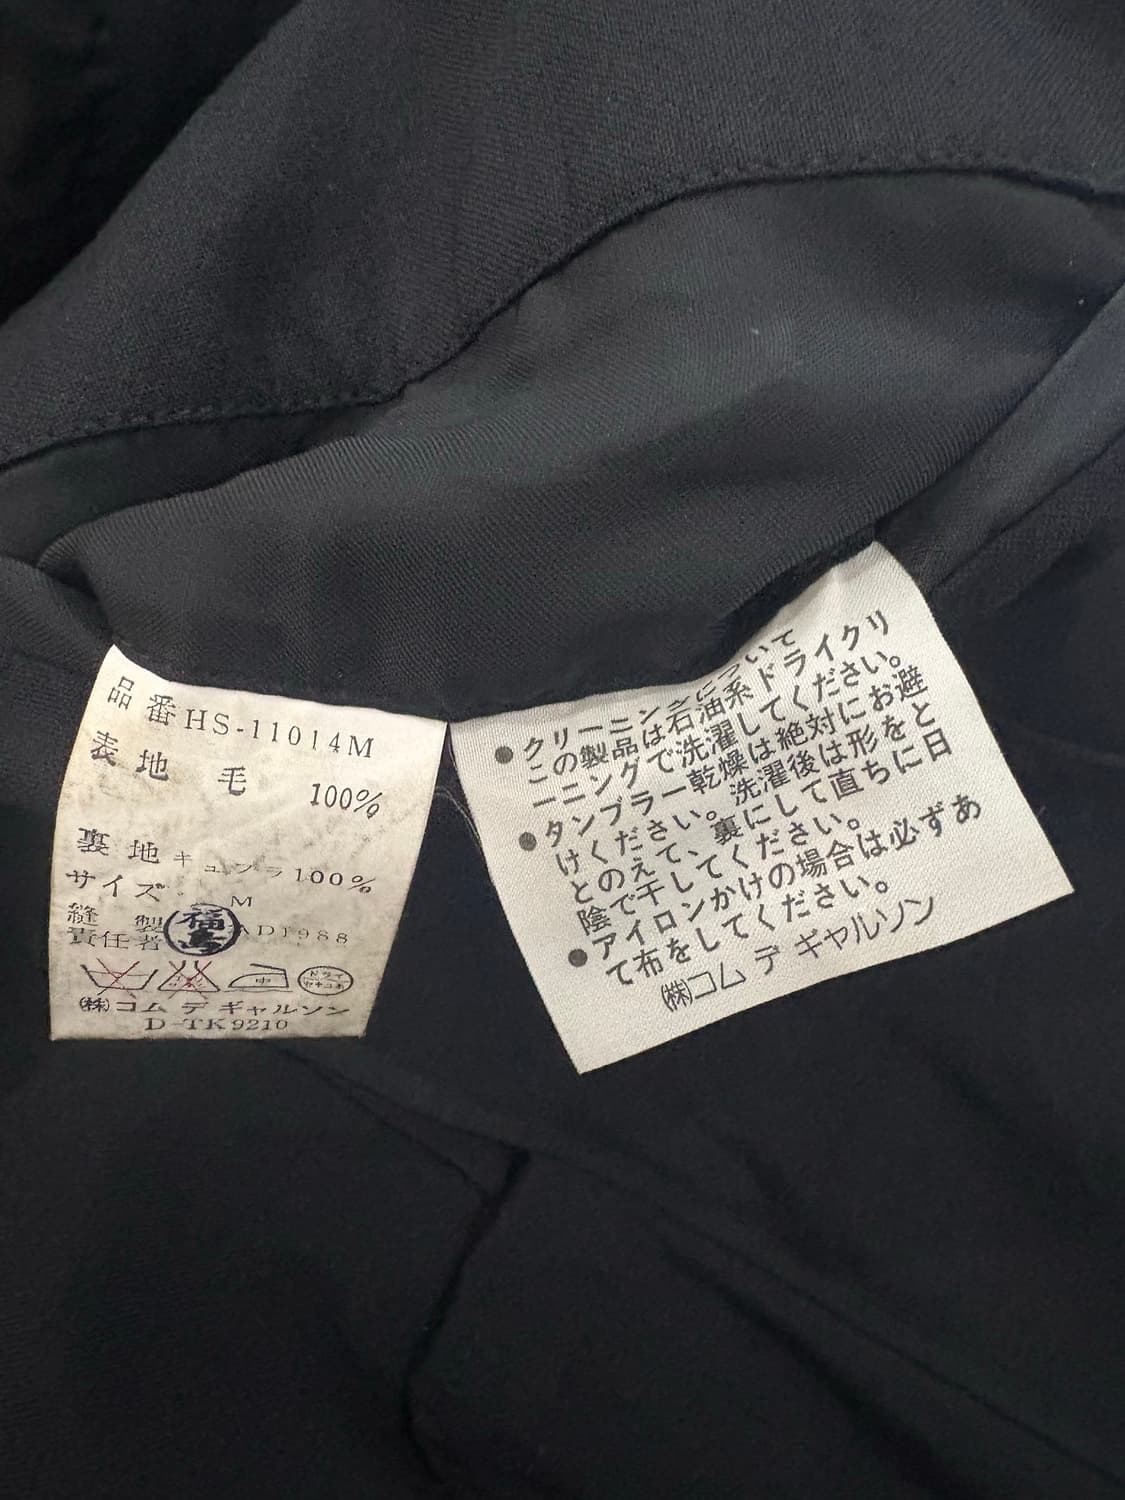 品番HS-11014M
表地 毛 100%
裏地キュプラ100%
サイズ M
縫製
責任者 福島 AD1988
中 ドライ
㈱コム デ ギャルソン
D-TK9210
●クリーニングについて
この製品は石油系ドライクリ
ーニングで洗濯してください。
●タンブラー乾燥は絶対にお避
けください。洗濯後は形をと
とのえて、裏にして直ちに日
陰で干してください。
●アイロンかけの場合は必ずあ
て布をしてください。
㈱コム デ ギャルソン